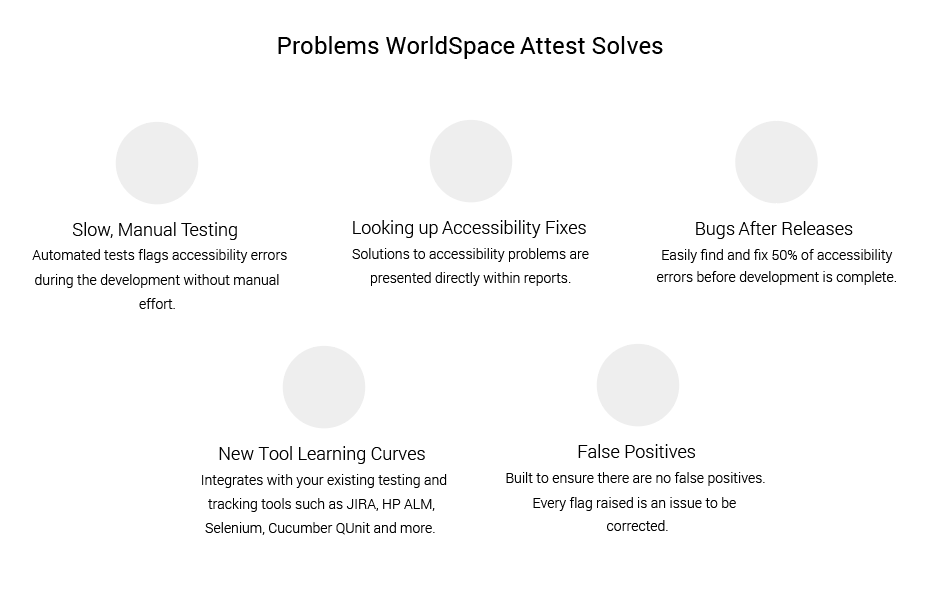 Problems WorldSpace Attest Solves
Slow, Manual Testing
Automated tests flags accessibility errors
during the development without manual
effort.
Looking up Accessibility Fixes
Solutions to accessibility problems are
presented directly within reports.
Bugs After Releases
Easily find and fix 50% of accessibility
errors before development is complete.
New Tool Learning Curves
Integrates with your existing testing and
tracking tools such as JIRA, HP ALM,
Selenium, Cucumber QUnit and more.
False Positives
Built to ensure there are no false positives.
Every flag raised is an issue to be
corrected.